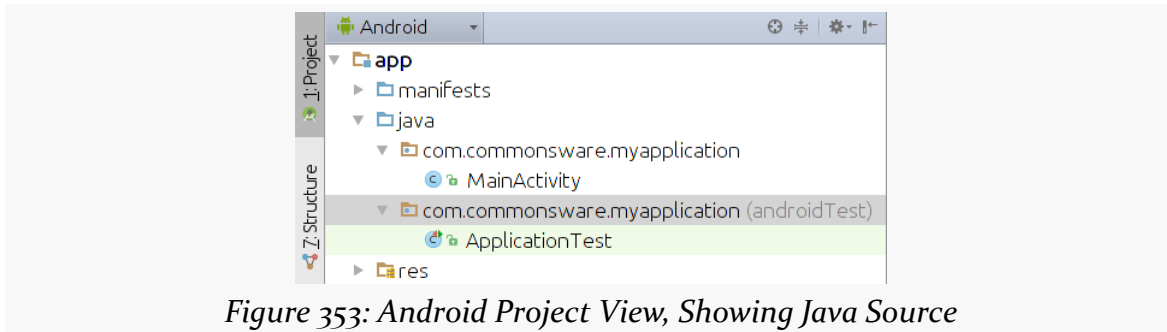 Android
1: Project
app
manifests
java
com.commonsware.myapplication
C MainActivity
7: Structure
com.commonsware.myapplication (androidTest)
C ApplicationTest
res
Figure 353: Android Project View, Showing Java Source